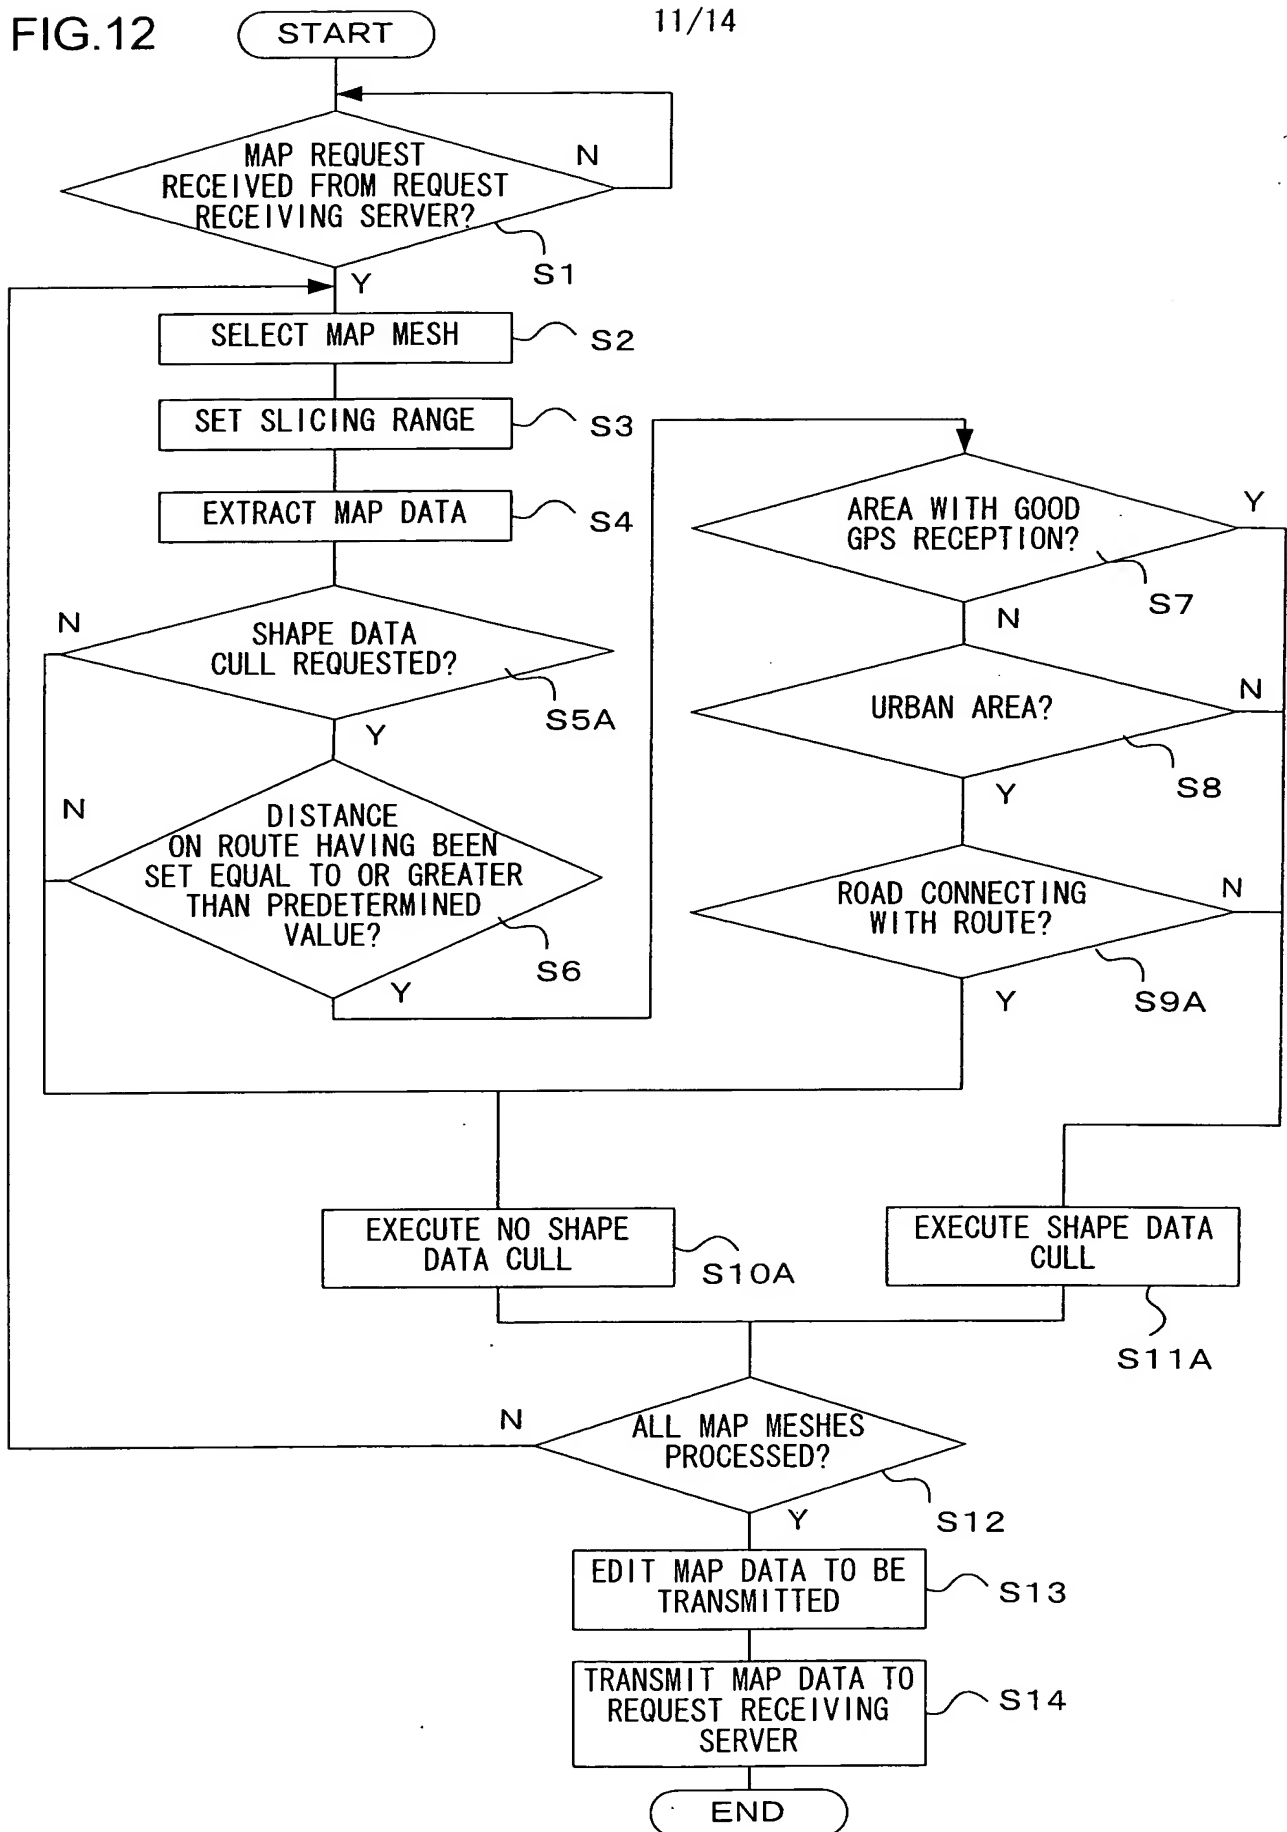 FIG.12
11/14
START
MAP REQUEST
RECEIVED FROM REQUEST
RECEIVING SERVER?
N
S1
Y
SELECT MAP MESH
S2
SET SLICING RANGE
S3
EXTRACT MAP DATA
S4
N
SHAPE DATA
CULL REQUESTED?
S5A
Y
N
DISTANCE
ON ROUTE HAVING BEEN
SET EQUAL TO OR GREATER
THAN PREDETERMINED
VALUE?
S6
Y
AREA WITH GOOD
GPS RECEPTION?
Y
S7
N
URBAN AREA?
N
S8
Y
ROAD CONNECTING
WITH ROUTE?
N
S9A
Y
EXECUTE NO SHAPE
DATA CULL
S10A
EXECUTE SHAPE DATA
CULL
S11A
N
ALL MAP MESHES
PROCESSED?
S12
Y
EDIT MAP DATA TO BE
TRANSMITTED
S13
TRANSMIT MAP DATA TO
REQUEST RECEIVING
SERVER
S14
END